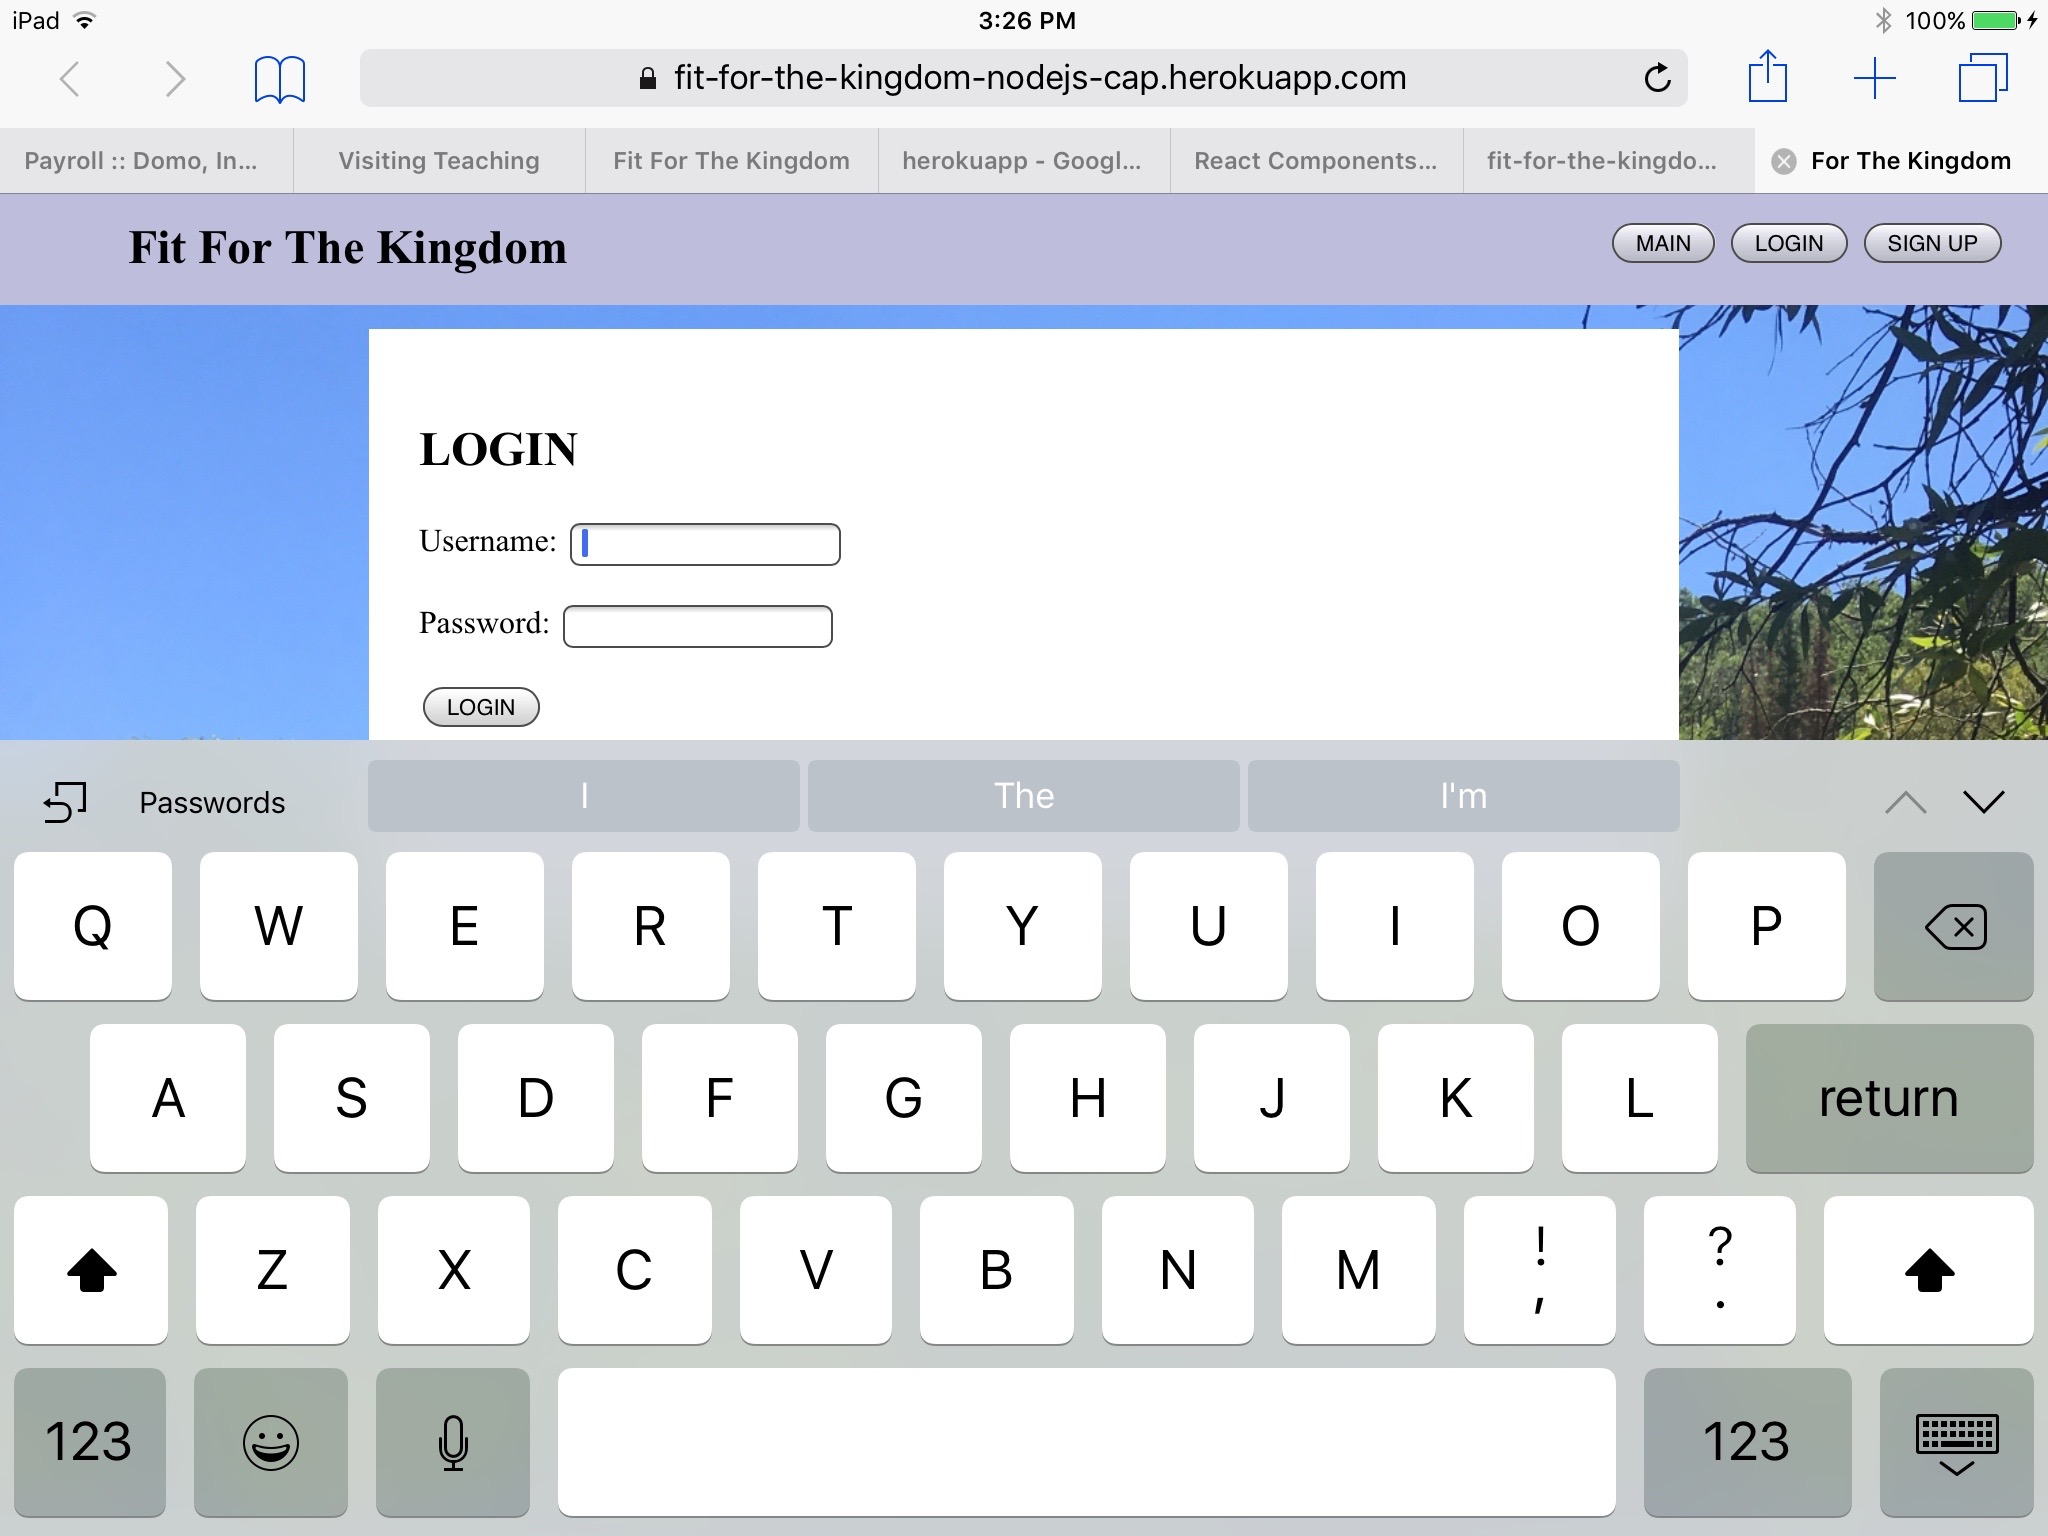 iPad 3:26 PM 100%
fit-for-the-kingdom-nodejs-cap.herokuapp.com
Payroll :: Domo, In... Visiting Teaching Fit For The Kingdom herokuapp - Googl... React Components... fit-for-the-kingdo... For The Kingdom
Fit For The Kingdom MAIN LOGIN SIGN UP
LOGIN
Username:
Password:
LOGIN
Passwords I The I'm
Q W E R T Y U I O P
A S D F G H J K L return
Z X C V B N M ! , ? .
123 123